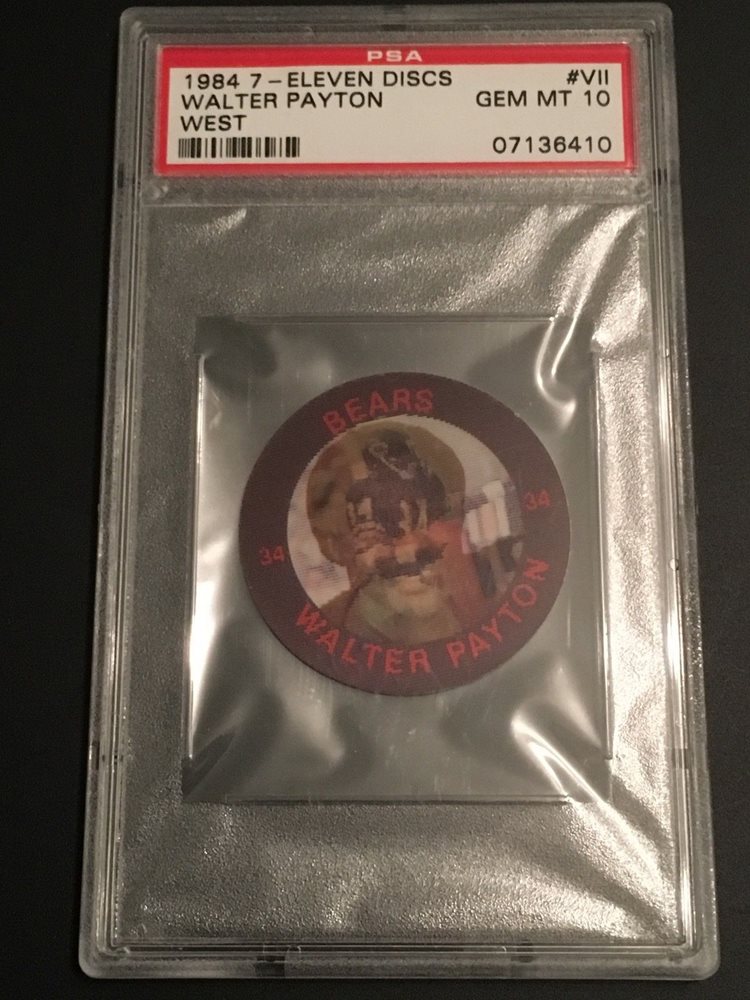 PSA
1984 7-ELEVEN DISCS #VII
WALTER PAYTON GEM MT 10
WEST
07136410
BEARS
34 34
WALTER PAYTON